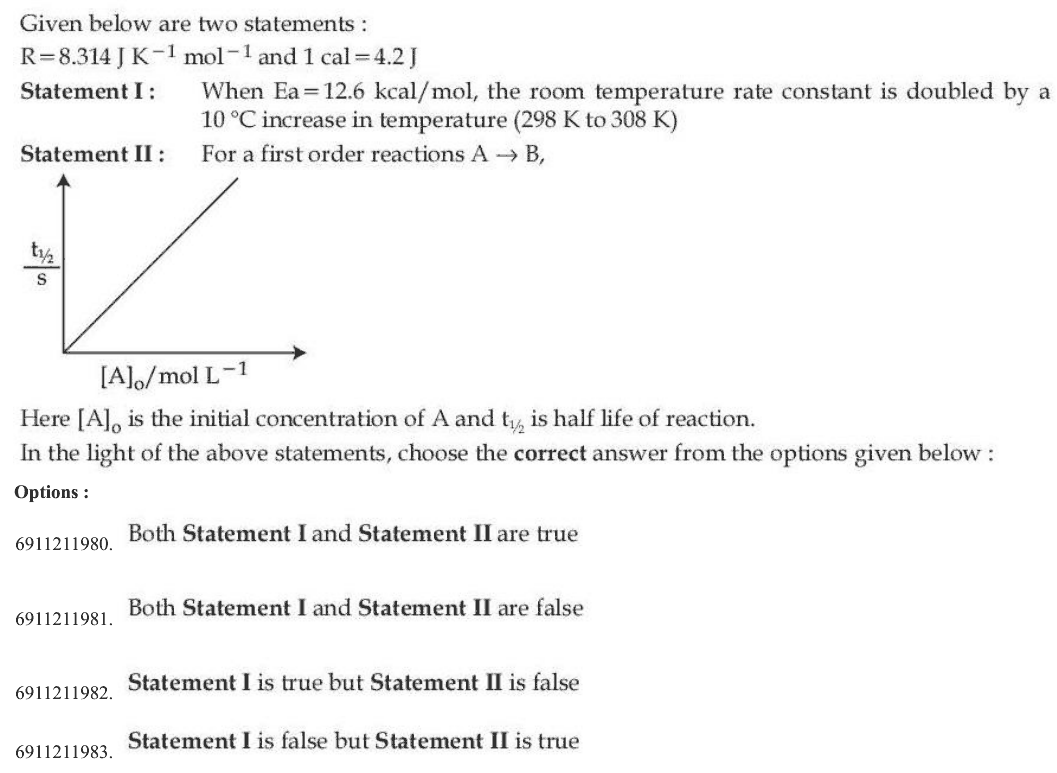 Given below are two statements :
R=8.314 J K⁻¹ mol⁻¹ and 1 cal=4.2 J
Statement I : When Ea=12.6 kcal/mol, the room temperature rate constant is doubled by a
10 °C increase in temperature (298 K to 308 K)
Statement II : For a first order reactions A → B,
t½
s
[A]ₒ/mol L⁻¹
Here [A]ₒ is the initial concentration of A and t½ is half life of reaction.
In the light of the above statements, choose the correct answer from the options given below :
Options :
6911211980. Both Statement I and Statement II are true
6911211981. Both Statement I and Statement II are false
6911211982. Statement I is true but Statement II is false
6911211983. Statement I is false but Statement II is true